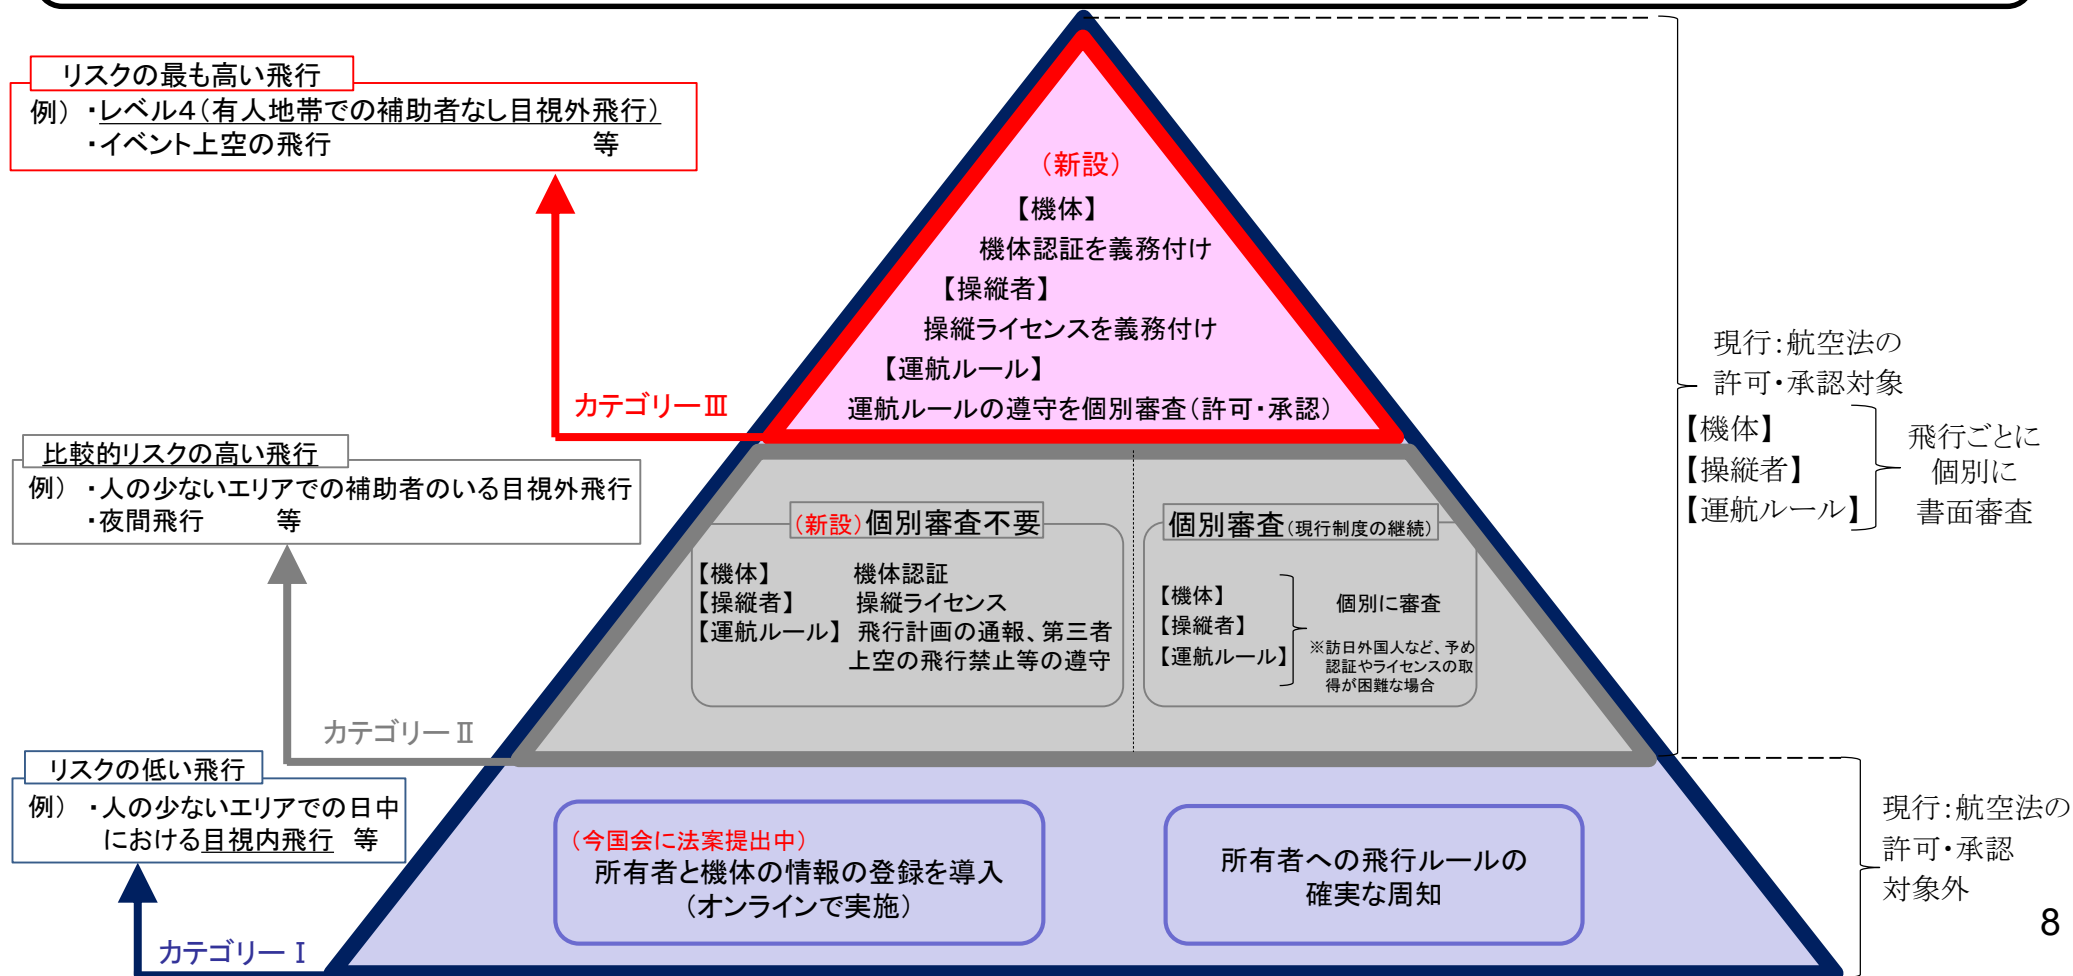 リスクの最も高い飛行
例） ・レベル４（有人地帯での補助者なし目視外飛行）
・イベント上空の飛行 等
カテゴリーⅢ
（新設）
【機体】
機体認証を義務付け
【操縦者】
操縦ライセンスを義務付け
【運航ルール】
運航ルールの遵守を個別審査（許可・承認）
現行：航空法の
許可・承認対象
【機体】
【操縦者】
【運航ルール】
飛行ごとに
個別に
書面審査
比較的リスクの高い飛行
例） ・人の少ないエリアでの補助者のいる目視外飛行
・夜間飛行 等
カテゴリーⅡ
（新設）個別審査不要
【機体】 機体認証
【操縦者】 操縦ライセンス
【運航ルール】 飛行計画の通報、第三者
上空の飛行禁止等の遵守
個別審査（現行制度の継続）
【機体】
【操縦者】
【運航ルール】
個別に審査
※訪日外国人など、予め
認証やライセンスの取
得が困難な場合
リスクの低い飛行
例） ・人の少ないエリアでの日中
における目視内飛行 等
カテゴリーⅠ
（今国会に法案提出中）
所有者と機体の情報の登録を導入
（オンラインで実施）
所有者への飛行ルールの
確実な周知
現行：航空法の
許可・承認
対象外
8